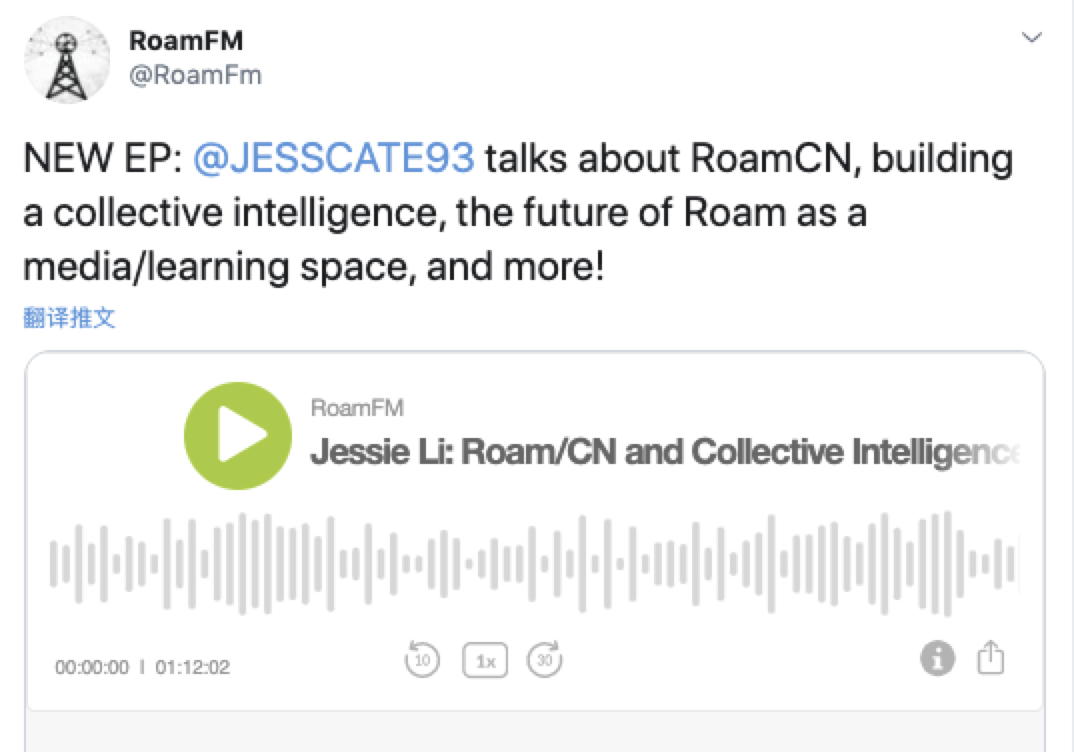 RoamFM
@RoamFm
NEW EP: @JESSCATE93 talks about RoamCN, building
a collective intelligence, the future of Roam as a
media/learning space, and more!
翻译推文
RoamFM
Jessie Li: Roam/CN and Collective Intelligence
00:00:00 | 01:12:02
10
1x
30